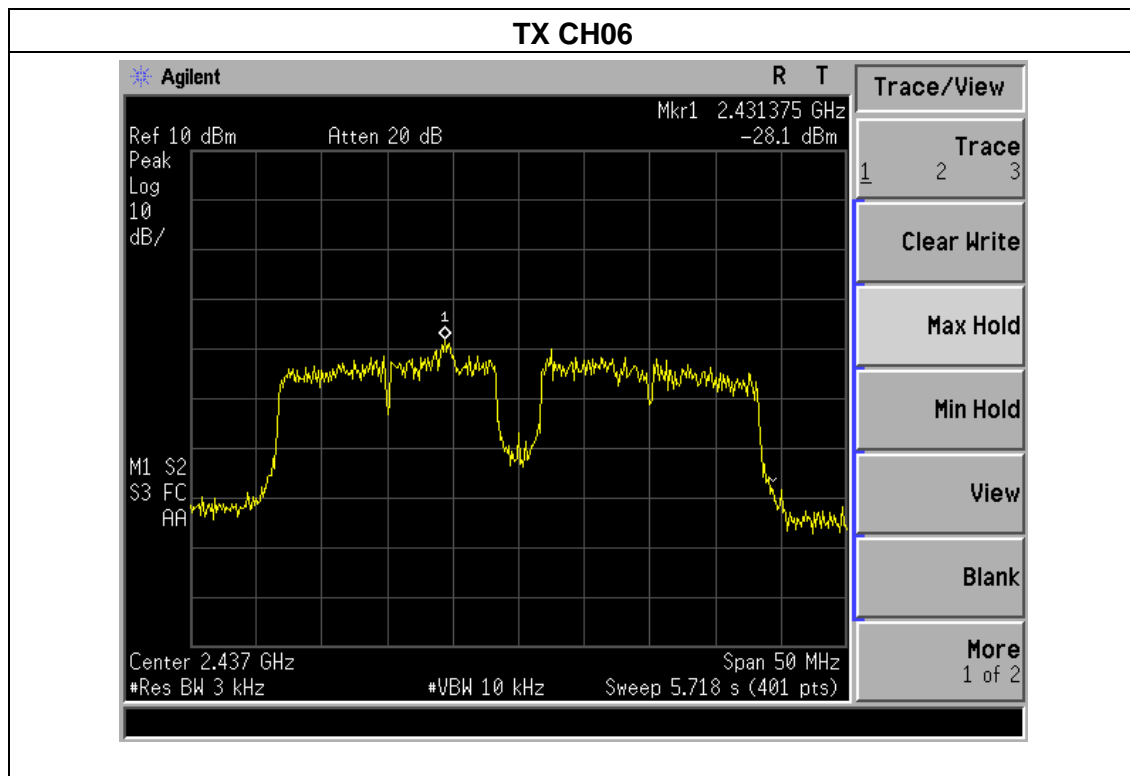 TX CH06
Agilent R T
Mkr1 2.431375 GHz
Ref 10 dBm Atten 20 dB -28.1 dBm
Peak
Log
10
dB/
1
M1 S2
S3 FC
AA
Center 2.437 GHz Span 50 MHz
#Res BW 3 kHz #VBW 10 kHz Sweep 5.718 s (401 pts)
Trace/View
Trace
1 2 3
Clear Write
Max Hold
Min Hold
View
Blank
More
1 of 2